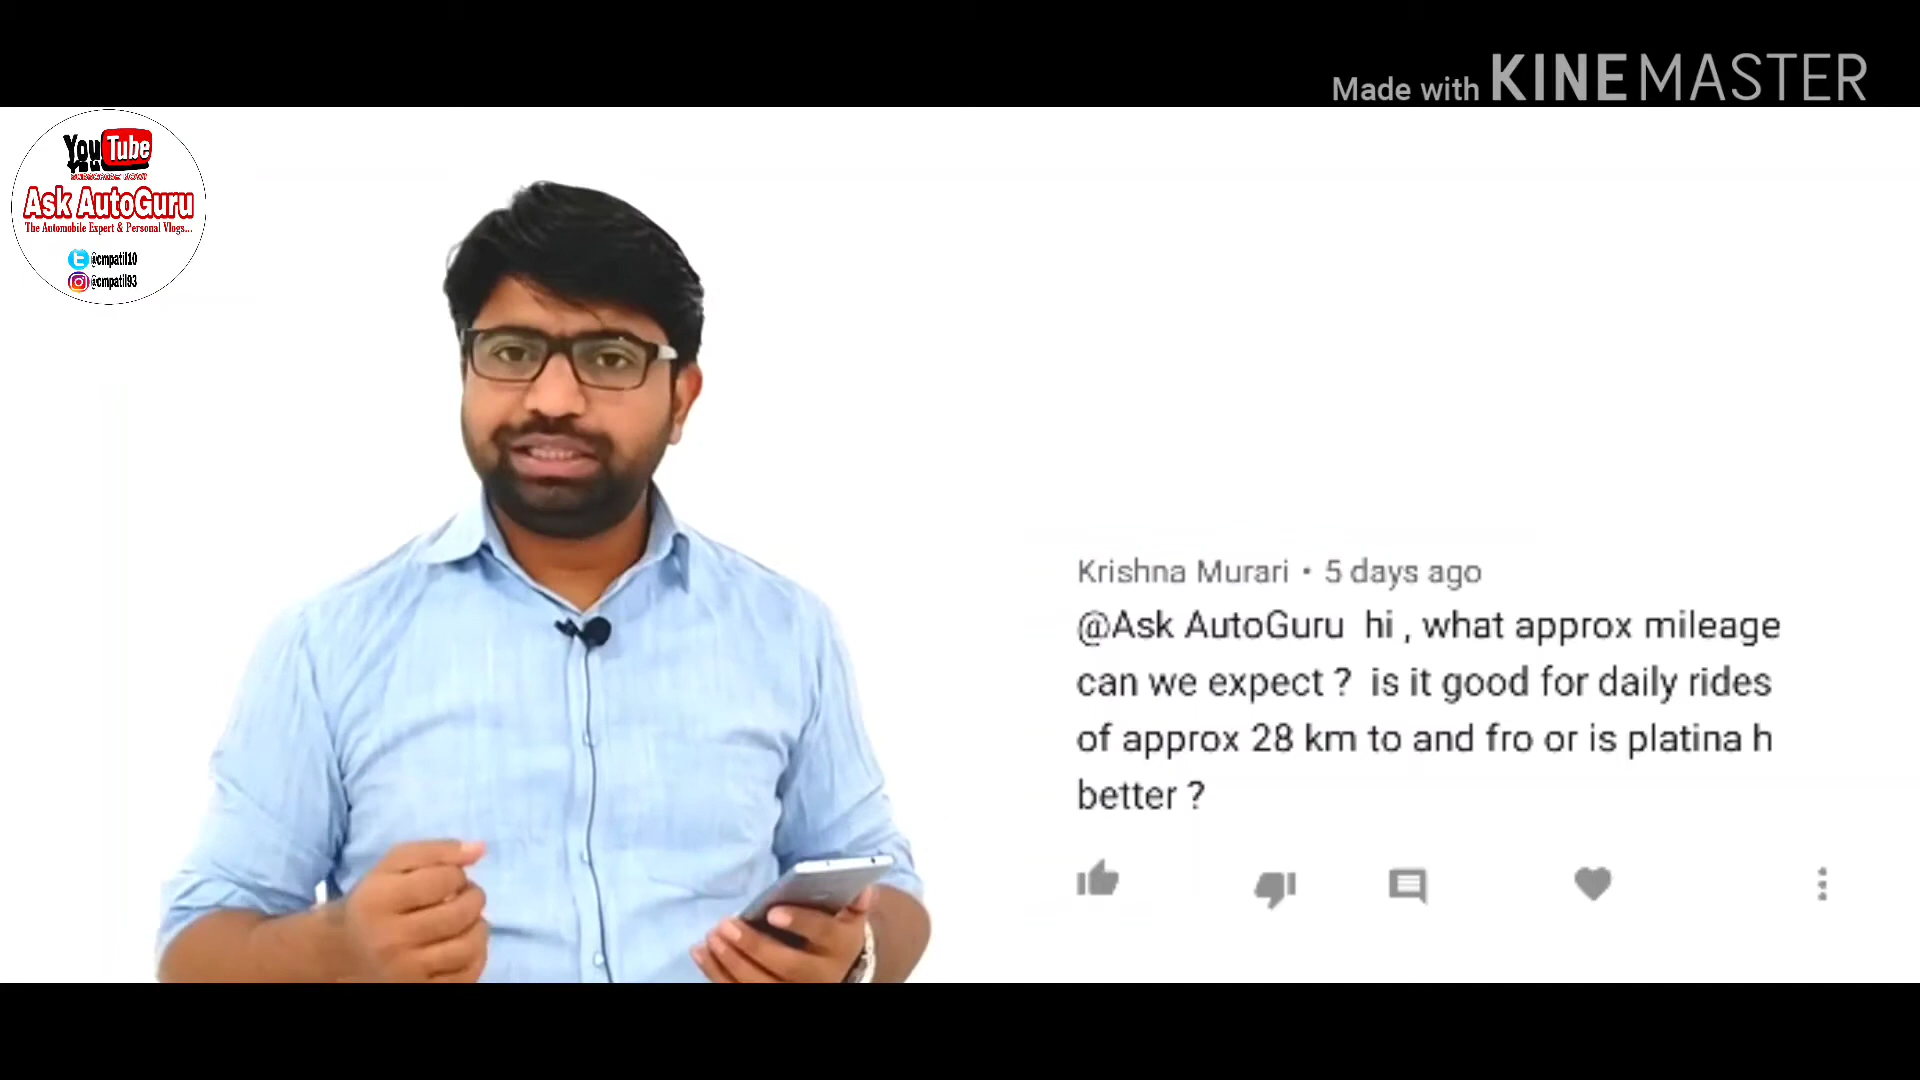 Made with KINEMASTER
You Tube
SUBSCRIBE NOW
Ask AutoGuru
The Automobile Expert & Personal Vlogs...
@cmpatil10
@cmpatil93
Krishna Murari • 5 days ago
@Ask AutoGuru hi , what approx mileage
can we expect ? is it good for daily rides
of approx 28 km to and fro or is platina h
better ?